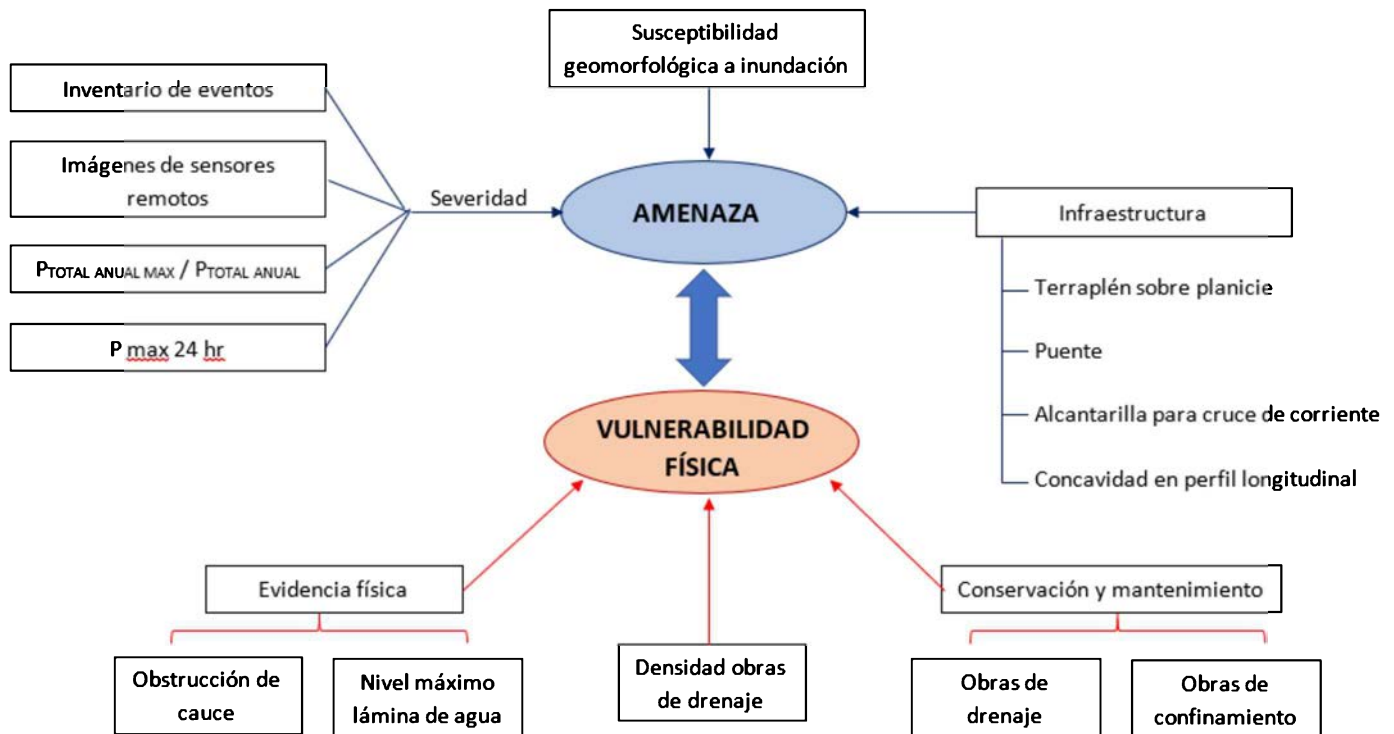 Susceptibilidad
geomorfológica a inundación
Inventario de eventos
Imágenes de sensores
remotos
PTOTAL ANUAL MAX / PTOTAL ANUAL
P max 24 hr
Severidad
AMENAZA
Infraestructura
Terraplén sobre planicie
Puente
Alcantarilla para cruce de corriente
Concavidad en perfil longitudinal
VULNERABILIDAD
FÍSICA
Evidencia física
Obstrucción de
cauce
Nivel máximo
lámina de agua
Densidad obras
de drenaje
Conservación y mantenimiento
Obras de
drenaje
Obras de
confinamiento